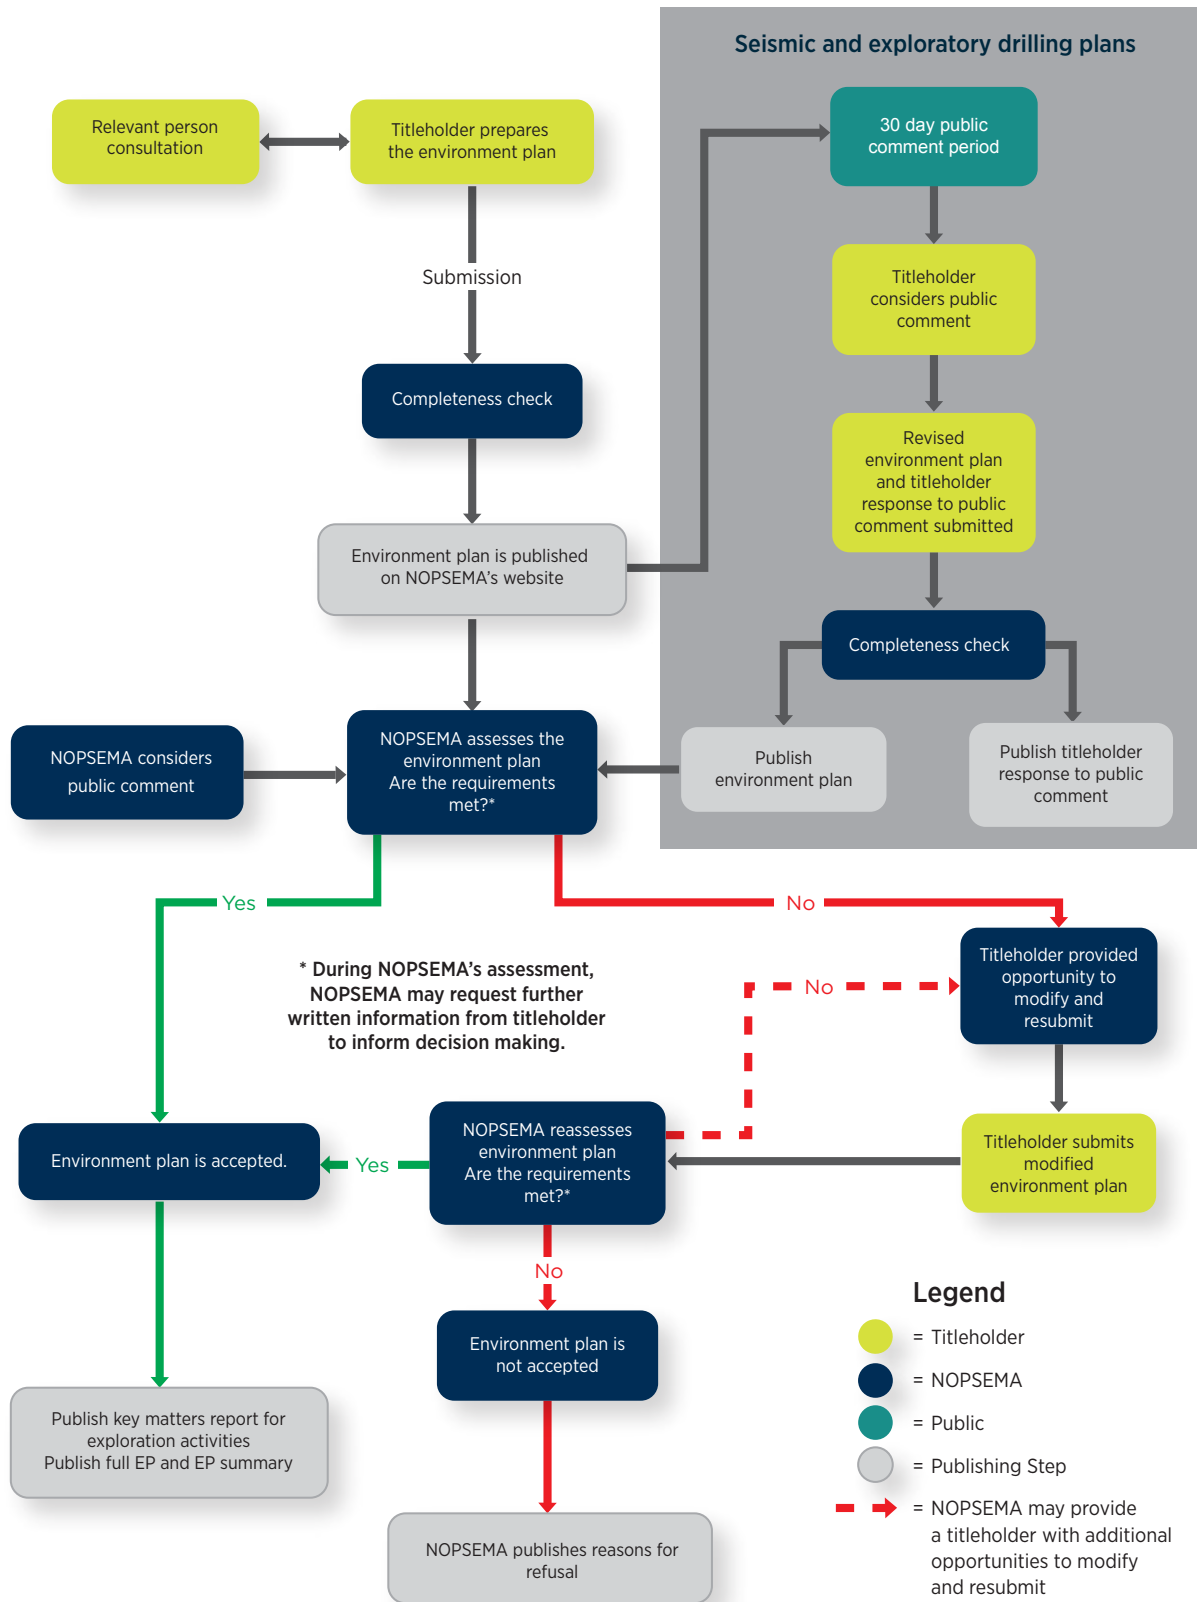 Seismic and exploratory drilling plans
Relevant person
consultation
Titleholder prepares
the environment plan
30 day public
comment period
Submission
Titleholder
considers public
comment
Completeness check
Revised
environment plan
and titleholder
response to public
comment submitted
Environment plan is published
on NOPSEMA's website
Completeness check
NOPSEMA considers
public comment
NOPSEMA assesses the
environment plan
Are the requirements
met?*
Publish
environment plan
Publish titleholder
response to public
comment
Yes
No
* During NOPSEMA's assessment,
NOPSEMA may request further
written information from titleholder
to inform decision making.
No
Titleholder provided
opportunity to
modify and
resubmit
Environment plan is accepted.
Yes
NOPSEMA reassesses
environment plan
Are the requirements
met?*
Titleholder submits
modified
environment plan
No
Environment plan is
not accepted
Publish key matters report for
exploration activities
Publish full EP and EP summary
NOPSEMA publishes reasons for
refusal
Legend
= Titleholder
= NOPSEMA
= Public
= Publishing Step
= NOPSEMA may provide
a titleholder with additional
opportunities to modify
and resubmit